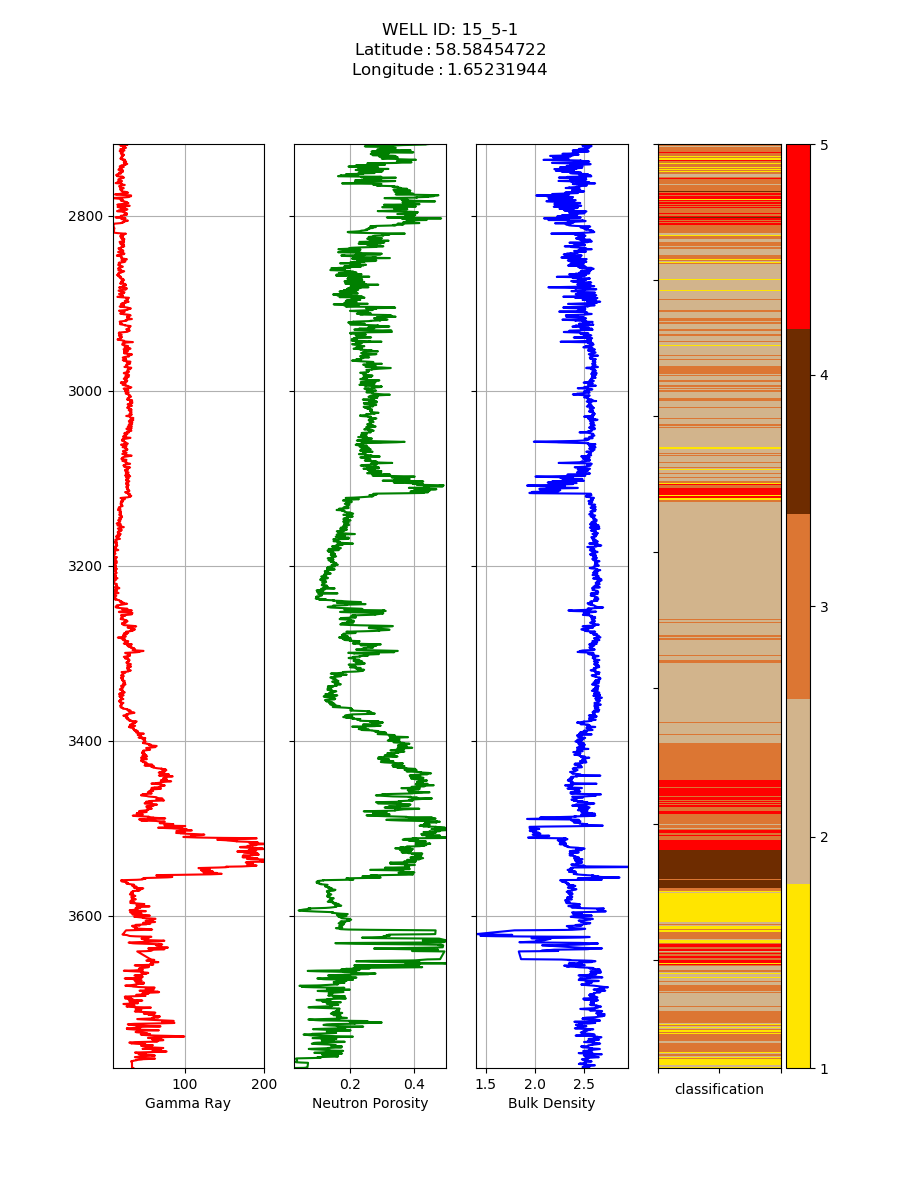 WELL ID: 15_5-1
Latitude : 58.58454722
Longitude : 1.65231944
2800
3000
3200
3400
3600
100 200
Gamma Ray
0.2 0.4
Neutron Porosity
1.5 2.0 2.5
Bulk Density
classification
5
4
3
2
1